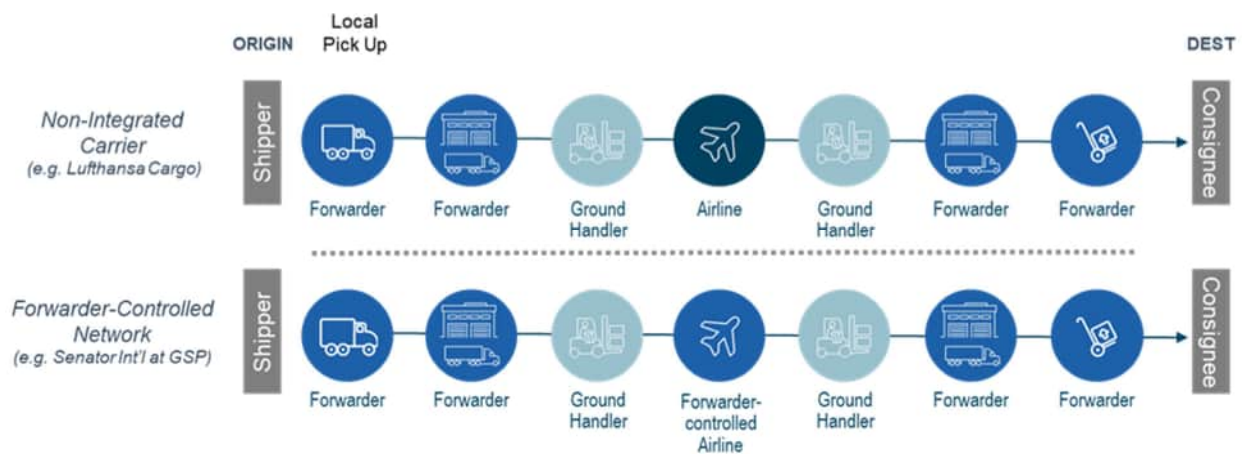 Local
Pick Up
ORIGIN
DEST
Non-Integrated
Carrier
(e.g. Lufthansa Cargo)
Shipper
Consignee
Forwarder
Forwarder
Ground
Handler
Airline
Ground
Handler
Forwarder
Forwarder
Forwarder-Controlled
Network
(e.g. Senator Int'l at GSP)
Shipper
Consignee
Forwarder
Forwarder
Ground
Handler
Forwarder-
controlled
Airline
Ground
Handler
Forwarder
Forwarder